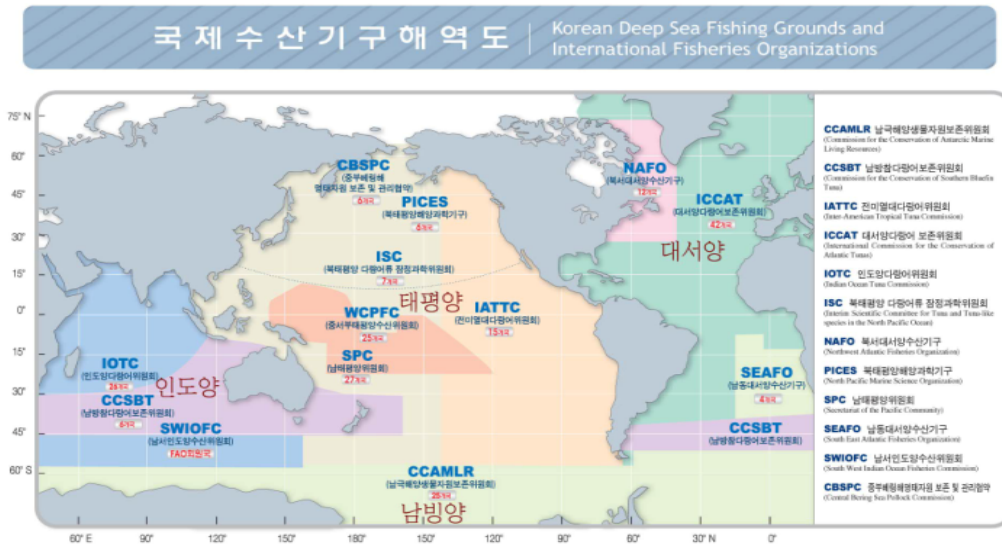 국제수산기구해역도
Korean Deep Sea Fishing Grounds and
International Fisheries Organizations
75° N
60°
45°
30°
15°
0°
15°
30°
45°
60° S
60° E
90°
120°
150°
180°
150°
120°
90°
60°
30° N
0°
CBSPC
(중부베링해
명태자원 보존 및 관리협약)
6개국
PICES
(북태평양해양과학기구)
6개국
NAFO
(북서대서양수산기구)
12개국
ICCAT
(대서양다랑어보존위원회)
42개국
대서양
ISC
(북태평양 다랑어류 잠정과학위원회)
7개국
태평양
WCPFC
(중서부태평양수산위원회)
25개국
IATTC
(전미열대다랑어위원회)
15개국
SPC
(남태평양위원회)
27개국
IOTC
(인도양다랑어위원회)
인도양
CCSBT
(남방참다랑어보존위원회)
6개국
SWIOFC
(남서인도양수산위원회)
FAO회원국
SEAFO
(남동대서양수산기구)
4개국
CCSBT
(남방참다랑어보존위원회)
CCAMLR
(남극해양생물자원보존위원회)
25개국
남빙양
CCAMLR 남극해양생물자원보존위원회
(Commission for the Conservation of Antarctic Marine
Living Resources)
CCSBT 남방참다랑어보존위원회
(Commission for the Conservation of Southern Bluefin
Tuna)
IATTC 전미열대다랑어위원회
(Inter-American Tropical Tuna Commission)
ICCAT 대서양다랑어 보존위원회
(International Commission for the Conservation of
Atlantic Tunas)
IOTC 인도양다랑어위원회
(Indian Ocean Tuna Commission)
ISC 북태평양 다랑어류 잠정과학위원회
(Interim Scientific Committee for Tuna and Tuna-like
species in the North Pacific Ocean)
NAFO 북서대서양수산기구
(Northwest Atlantic Fisheries Organization)
PICES 북태평양해양과학기구
(North Pacific Marine Science Organization)
SPC 남태평양위원회
(Secretariat of the Pacific Community)
SEAFO 남동대서양수산기구
(South East Atlantic Fisheries Organization)
SWIOFC 남서인도양수산위원회
(South West Indian Ocean Fisheries Commission)
CBSPC 중부베링해명태자원 보존 및 관리협약
(Central Bering Sea Pollock Commission)